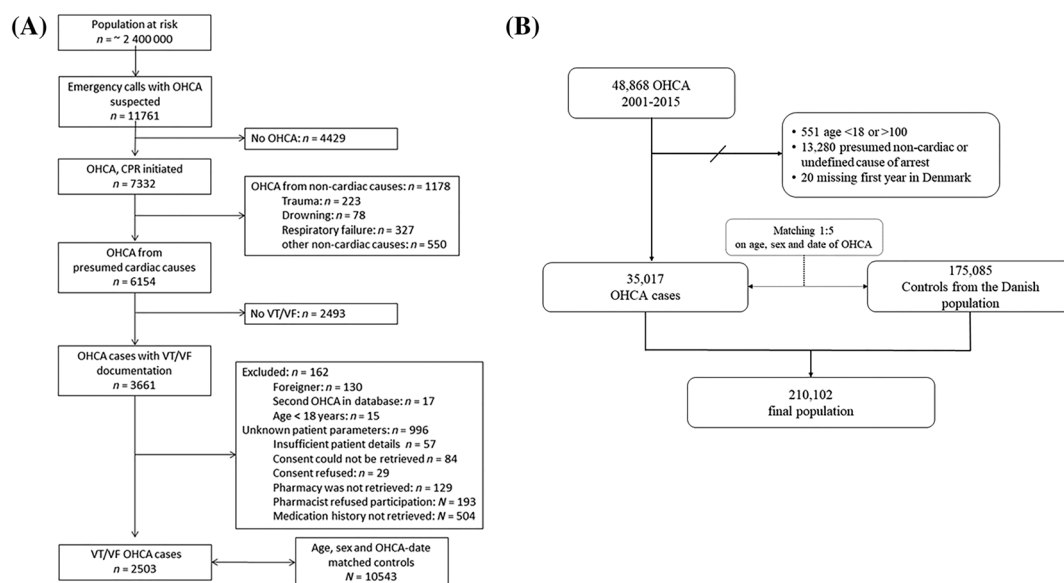 (A)
Population at risk
n = ~ 2 400 000
Emergency calls with OHCA
suspected
n = 11761
No OHCA: n = 4429
OHCA, CPR initiated
n = 7332
OHCA from non-cardiac causes: n = 1178
Trauma: n = 223
Drowning: n = 78
Respiratory failure: n = 327
other non-cardiac causes: n = 550
OHCA from
presumed cardiac causes
n = 6154
No VT/VF: n = 2493
OHCA cases with VT/VF
documentation
n = 3661
Excluded: n = 162
Foreigner: n = 130
Second OHCA in database: n = 17
Age < 18 years: n = 15
Unknown patient parameters: n = 996
Insufficient patient details n = 57
Consent could not be retrieved n = 84
Consent refused: n = 29
Pharmacy was not retrieved: n = 129
Pharmacist refused participation: N = 193
Medication history not retrieved: N = 504
VT/VF OHCA cases
n = 2503
Age, sex and OHCA-date
matched controls
N = 10543
(B)
48,868 OHCA
2001-2015
• 551 age <18 or >100
• 13,280 presumed non-cardiac or
undefined cause of arrest
• 20 missing first year in Denmark
Matching 1:5
on age, sex and date of OHCA
35,017
OHCA cases
175,085
Controls from the Danish
population
210,102
final population